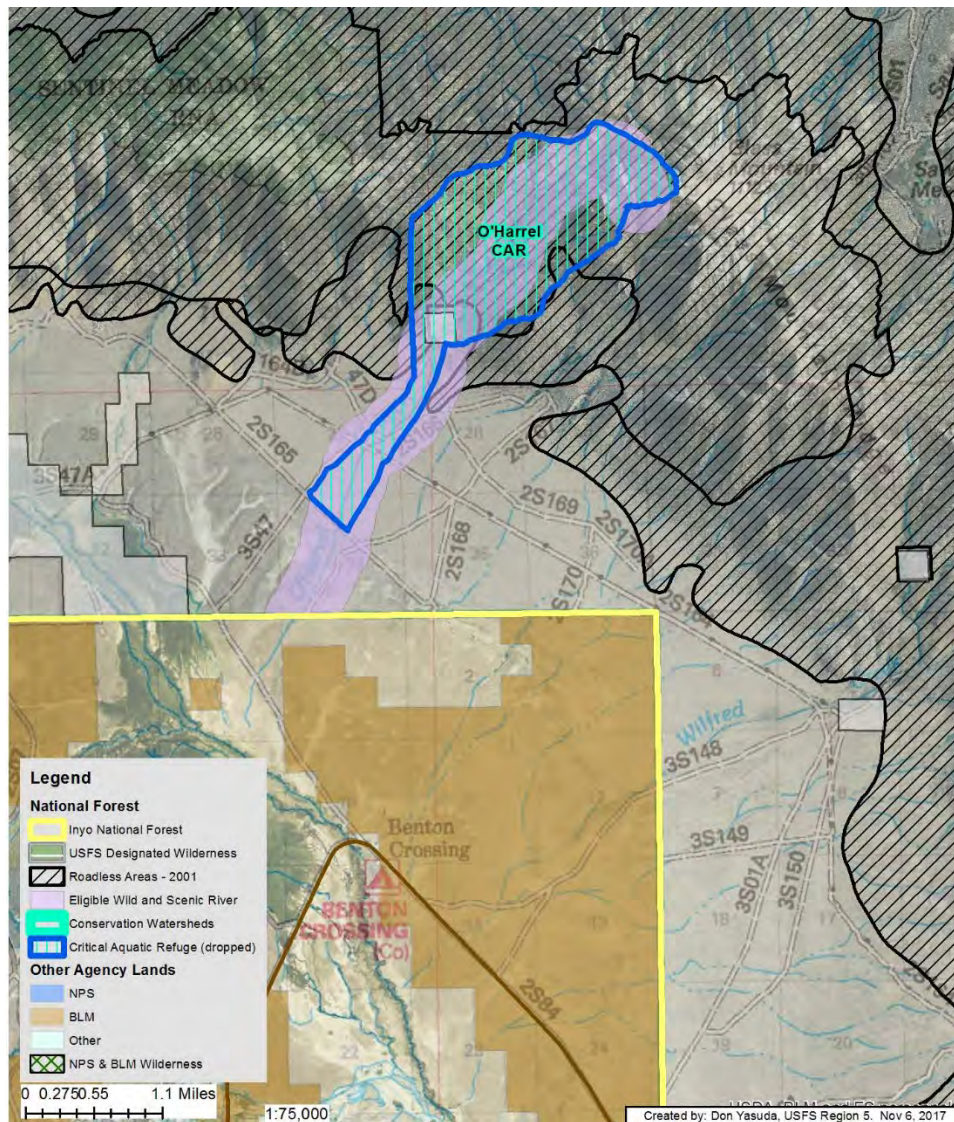 SENTINEL MEADOW
RNA
O'Harrel
CAR
47D
2S165
3S47A
3S47
2S168
2S169
2S170
2S170
Wilfred
3S148
3S149
3S01A
3S150
2S84
Benton
Crossing
BENTON
CROSSING
(Co)
Legend
National Forest
Inyo National Forest
USFS Designated Wilderness
Roadless Areas - 2001
Eligible Wild and Scenic River
Conservation Watersheds
Critical Aquatic Refuge (dropped)
Other Agency Lands
NPS
BLM
Other
NPS & BLM Wilderness
0 0.275 0.55 1.1 Miles
1:75,000
Created by: Don Yasuda, USFS Region 5. Nov 6, 2017